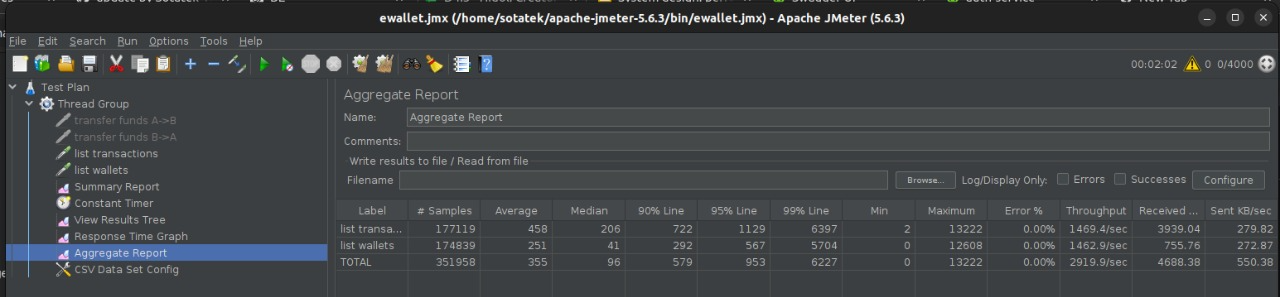 ewallet.jmx (/home/sotatek/apache-jmeter-5.6.3/bin/ewallet.jmx) - Apache JMeter (5.6.3)
File Edit Search Run Options Tools Help
00:02:02 0 0/4000
Test Plan
Thread Group
transfer funds A->B
transfer funds B->A
list transactions
list wallets
Summary Report
Constant Timer
View Results Tree
Response Time Graph
Aggregate Report
CSV Data Set Config
Aggregate Report
Name: Aggregate Report
Comments:
Write results to file / Read from file
Filename Browse... Log/Display Only: Errors Successes Configure
Label # Samples Average Median 90% Line 95% Line 99% Line Min Maximum Error % Throughput Received ... Sent KB/sec
list transa... 177119 458 206 722 1129 6397 2 13222 0.00% 1469.4/sec 3939.04 279.82
list wallets 174839 251 41 292 567 5704 0 12608 0.00% 1462.9/sec 755.76 272.87
TOTAL 351958 355 96 579 953 6227 0 13222 0.00% 2919.9/sec 4688.38 550.38